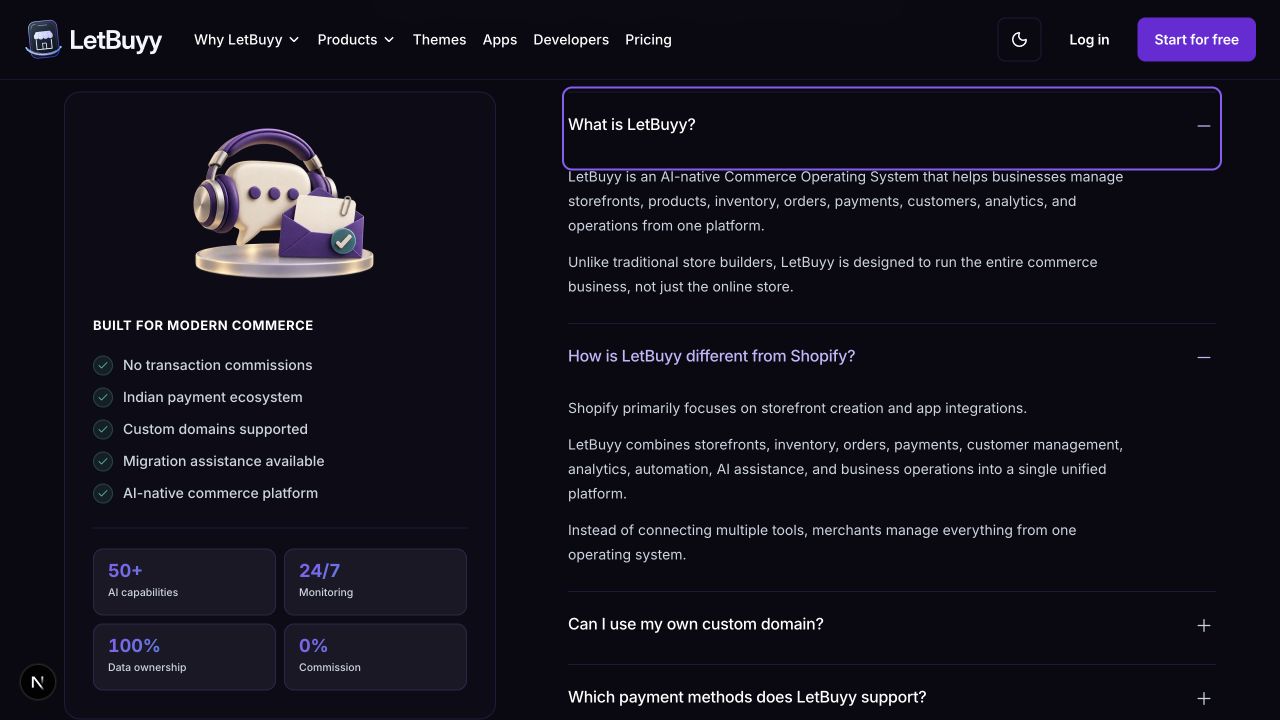 LetBuyy
Why LetBuyy
Products
Themes
Apps
Developers
Pricing
Log in
Start for free
BUILT FOR MODERN COMMERCE
No transaction commissions
Indian payment ecosystem
Custom domains supported
Migration assistance available
AI-native commerce platform
50+
AI capabilities
24/7
Monitoring
100%
Data ownership
0%
Commission
N
What is LetBuyy?
LetBuyy is an AI-native Commerce Operating System that helps businesses manage
storefronts, products, inventory, orders, payments, customers, analytics, and
operations from one platform.
Unlike traditional store builders, LetBuyy is designed to run the entire commerce
business, not just the online store.
How is LetBuyy different from Shopify?
Shopify primarily focuses on storefront creation and app integrations.
LetBuyy combines storefronts, inventory, orders, payments, customer management,
analytics, automation, AI assistance, and business operations into a single unified
platform.
Instead of connecting multiple tools, merchants manage everything from one
operating system.
Can I use my own custom domain?
Which payment methods does LetBuyy support?